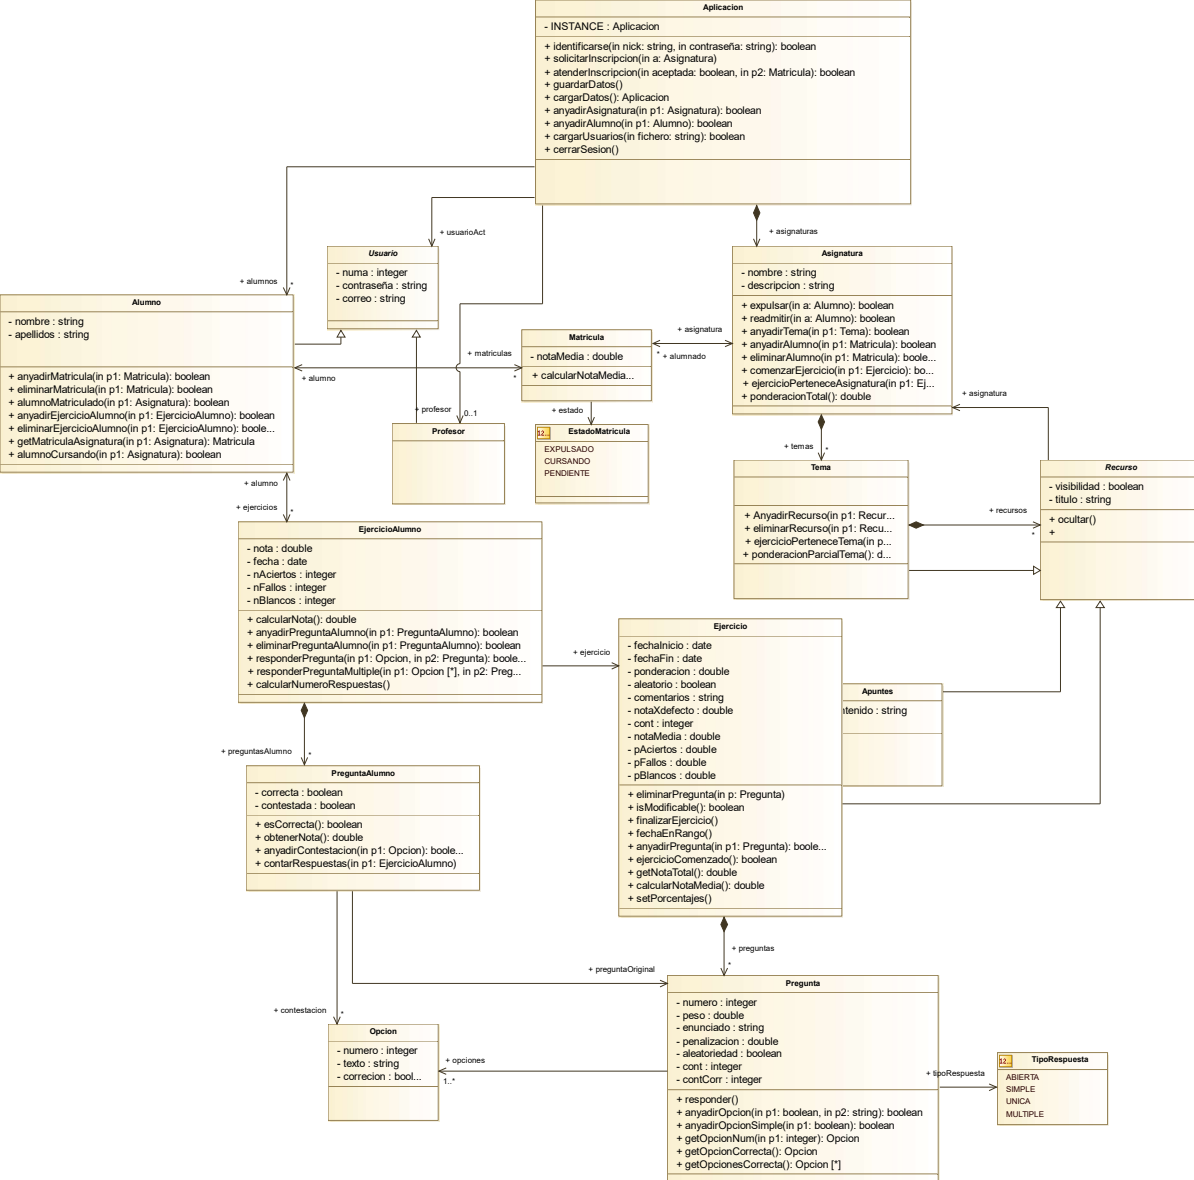 Aplicacion
- INSTANCE : Aplicacion
+ identificarse(in nick: string, in contraseña: string): boolean
+ solicitarInscripcion(in a: Asignatura)
+ atenderInscripcion(in aceptada: boolean, in p2: Matricula): boolean
+ guardarDatos()
+ cargarDatos(): Aplicacion
+ anyadirAsignatura(in p1: Asignatura): boolean
+ anyadirAlumno(in p1: Alumno): boolean
+ cargarUsuarios(in fichero: string): boolean
+ cerrarSesion()
+ usuarioAct
+ asignaturas
+ alumnos
*
Usuario
- numa : integer
- contraseña : string
- correo : string
Asignatura
- nombre : string
- descripcion : string
+ expulsar(in a: Alumno): boolean
+ readmitir(in a: Alumno): boolean
+ anyadirTema(in p1: Tema): boolean
+ anyadirAlumno(in p1: Matricula): boolean
+ eliminarAlumno(in p1: Matricula): boole...
+ comenzarEjercicio(in p1: Ejercicio): bo...
+ ejercicioPerteneceAsignatura(in p1: Ej...
+ ponderacionTotal(): double
Alumno
- nombre : string
- apellidos : string
+ anyadirMatricula(in p1: Matricula): boolean
+ eliminarMatricula(in p1: Matricula): boolean
+ alumnoMatriculado(in p1: Asignatura): boolean
+ anyadirEjercicioAlumno(in p1: EjercicioAlumno): boolean
+ eliminarEjercicioAlumno(in p1: EjercicioAlumno): boole...
+ getMatriculaAsignatura(in p1: Asignatura): Matricula
+ alumnoCursando(in p1: Asignatura): boolean
Matricula
- notaMedia : double
+ calcularNotaMedia...
+ asignatura
* + alumnado
+ matriculas
*
+ alumno
+ estado
+ profesor
0..1
Profesor
12...
EstadoMatricula
EXPULSADO
CURSANDO
PENDIENTE
+ asignatura
+ temas
*
Tema
+ AnyadirRecurso(in p1: Recur...
+ eliminarRecurso(in p1: Recu...
+ ejercicioPerteneceTema(in p...
+ ponderacionParcialTema(): d...
+ recursos
*
Recurso
- visibilidad : boolean
- titulo : string
+ ocultar()
+
+ alumno
+ ejercicios
*
EjercicioAlumno
- nota : double
- fecha : date
- nAciertos : integer
- nFallos : integer
- nBlancos : integer
+ calcularNota(): double
+ anyadirPreguntaAlumno(in p1: PreguntaAlumno): boolean
+ eliminarPreguntaAlumno(in p1: PreguntaAlumno): boolean
+ responderPregunta(in p1: Opcion, in p2: Pregunta): boole...
+ responderPreguntaMultiple(in p1: Opcion [*], in p2: Preg...
+ calcularNumeroRespuestas()
+ ejercicio
Ejercicio
- fechaInicio : date
- fechaFin : date
- ponderacion : double
- aleatorio : boolean
- comentarios : string
- notaXdefecto : double
- cont : integer
- notaMedia : double
- pAciertos : double
- pFallos : double
- pBlancos : double
+ eliminarPregunta(in p: Pregunta)
+ isModificable(): boolean
+ finalizarEjercicio()
+ fechaEnRango()
+ anyadirPregunta(in p1: Pregunta): boole...
+ ejercicioComenzado(): boolean
+ getNotaTotal(): double
+ calcularNotaMedia(): double
+ setPorcentajes()
Apuntes
ntenido : string
+ preguntasAlumno
*
PreguntaAlumno
- correcta : boolean
- contestada : boolean
+ esCorrecta(): boolean
+ obtenerNota(): double
+ anyadirContestacion(in p1: Opcion): boole...
+ contarRespuestas(in p1: EjercicioAlumno)
+ preguntas
*
+ preguntaOriginal
+ contestacion
*
Opcion
- numero : integer
- texto : string
- correcion : bool...
+ opciones
1..*
Pregunta
- numero : integer
- peso : double
- enunciado : string
- penalizacion : double
- aleatoriedad : boolean
- cont : integer
- contCorr : integer
+ responder()
+ anyadirOpcion(in p1: boolean, in p2: string): boolean
+ anyadirOpcionSimple(in p1: boolean): boolean
+ getOpcionNum(in p1: integer): Opcion
+ getOpcionCorrecta(): Opcion
+ getOpcionesCorrecta(): Opcion [*]
+ tipoRespuesta
12...
TipoRespuesta
ABIERTA
SIMPLE
UNICA
MULTIPLE